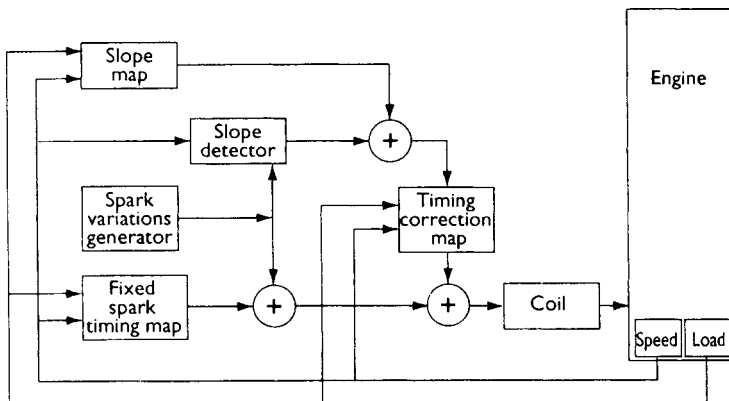 Slope
map
Engine
Slope
detector
+
Spark
variations
generator
Timing
correction
map
Fixed
spark
timing map
+
+
Coil
Speed
Load